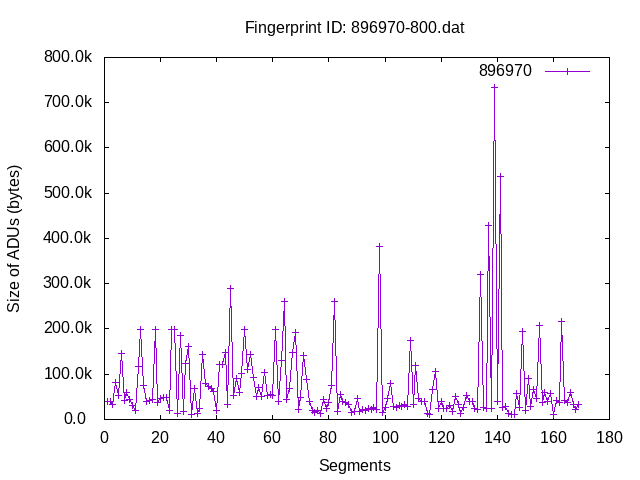 Fingerprint ID: 896970-800.dat
896970
Size of ADUs (bytes)
800.0k
700.0k
600.0k
500.0k
400.0k
300.0k
200.0k
100.0k
0.0
0 20 40 60 80 100 120 140 160 180
Segments